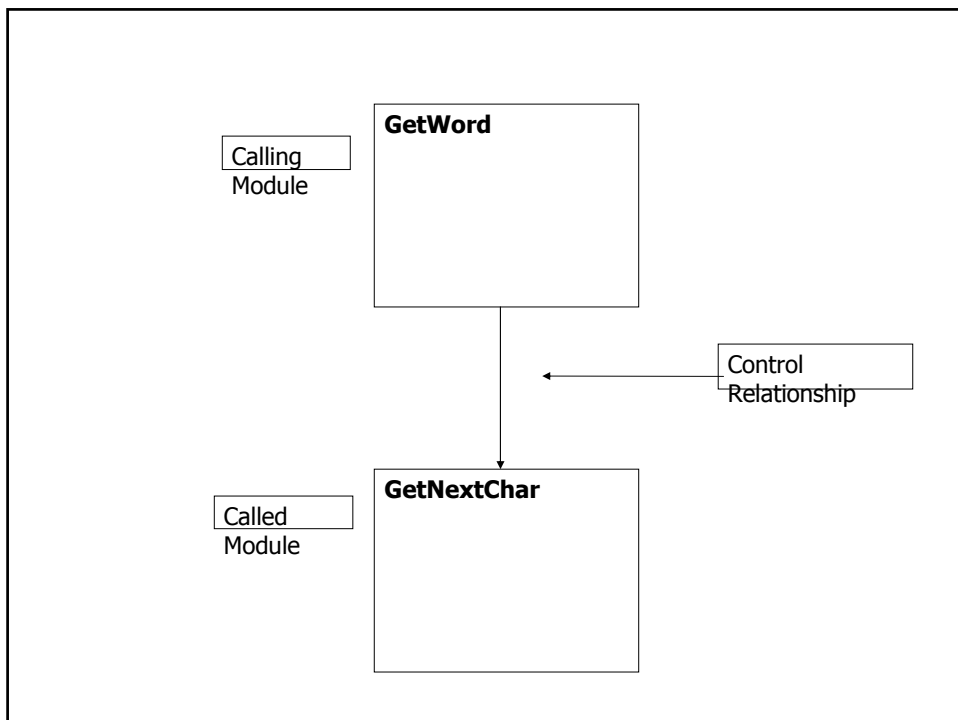 GetWord
Calling
Module
Control
Relationship
GetNextChar
Called
Module